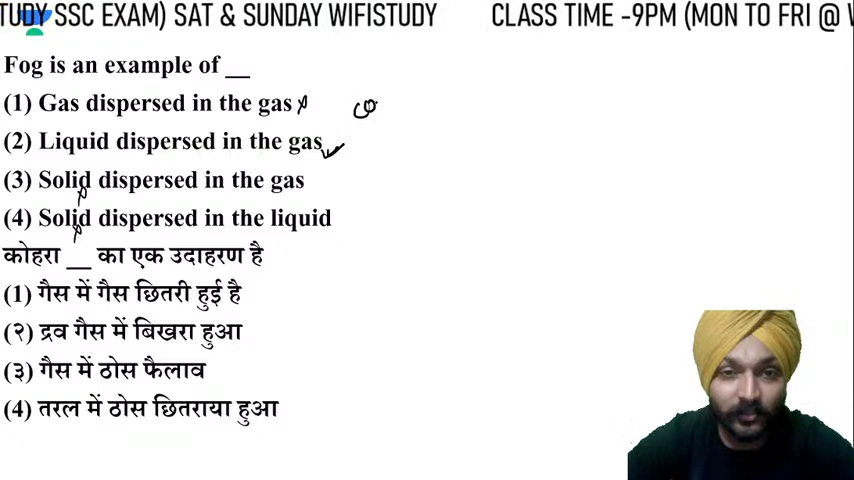 TUDY SSC EXAM) SAT & SUNDAY WIFISTUDY CLASS TIME -9PM (MON TO FRI @ W
Fog is an example of __
(1) Gas dispersed in the gas
(2) Liquid dispersed in the gas
(3) Solid dispersed in the gas
(4) Solid dispersed in the liquid
कोहरा __ का एक उदाहरण है
(1) गैस में गैस छितरी हुई है
(२) द्रव गैस में बिखरा हुआ
(३) गैस में ठोस फैलाव
(4) तरल में ठोस छितराया हुआ